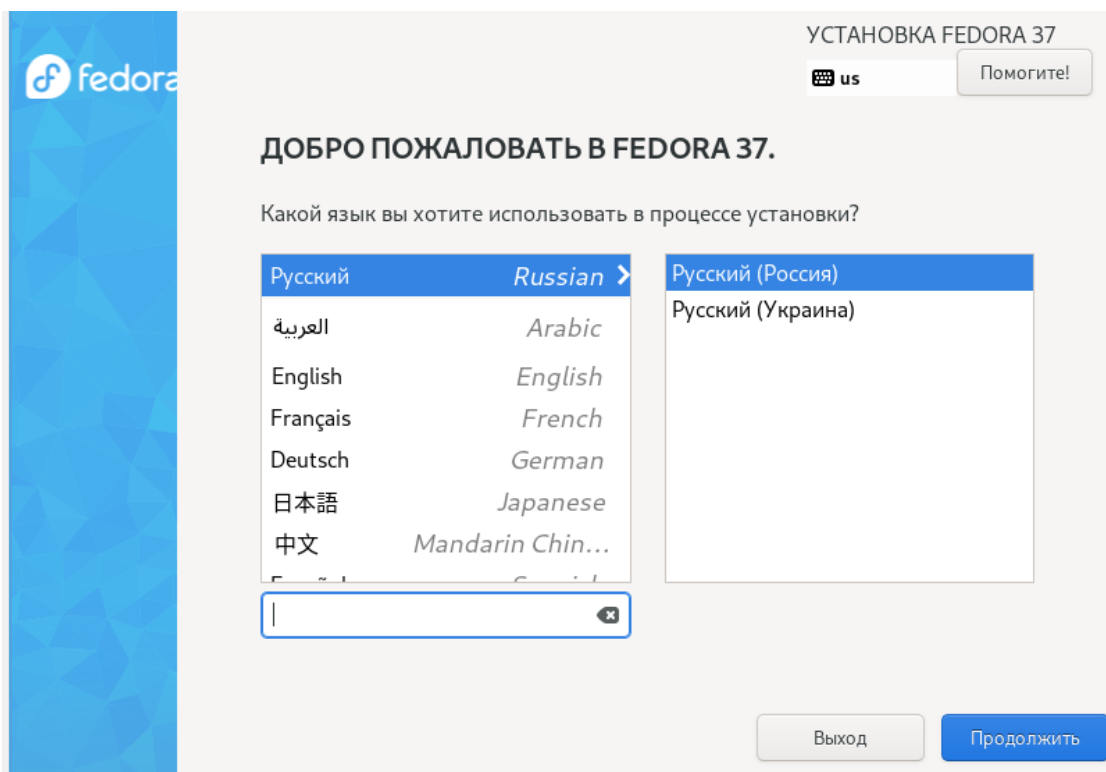 fedora
УСТАНОВКА FEDORA 37
us
Помогите!
ДОБРО ПОЖАЛОВАТЬ В FEDORA 37.
Какой язык вы хотите использовать в процессе установки?
Русский Russian
العربية Arabic
English English
Français French
Deutsch German
日本語 Japanese
中文 Mandarin Chin...
Русский (Россия)
Русский (Украина)
Выход
Продолжить